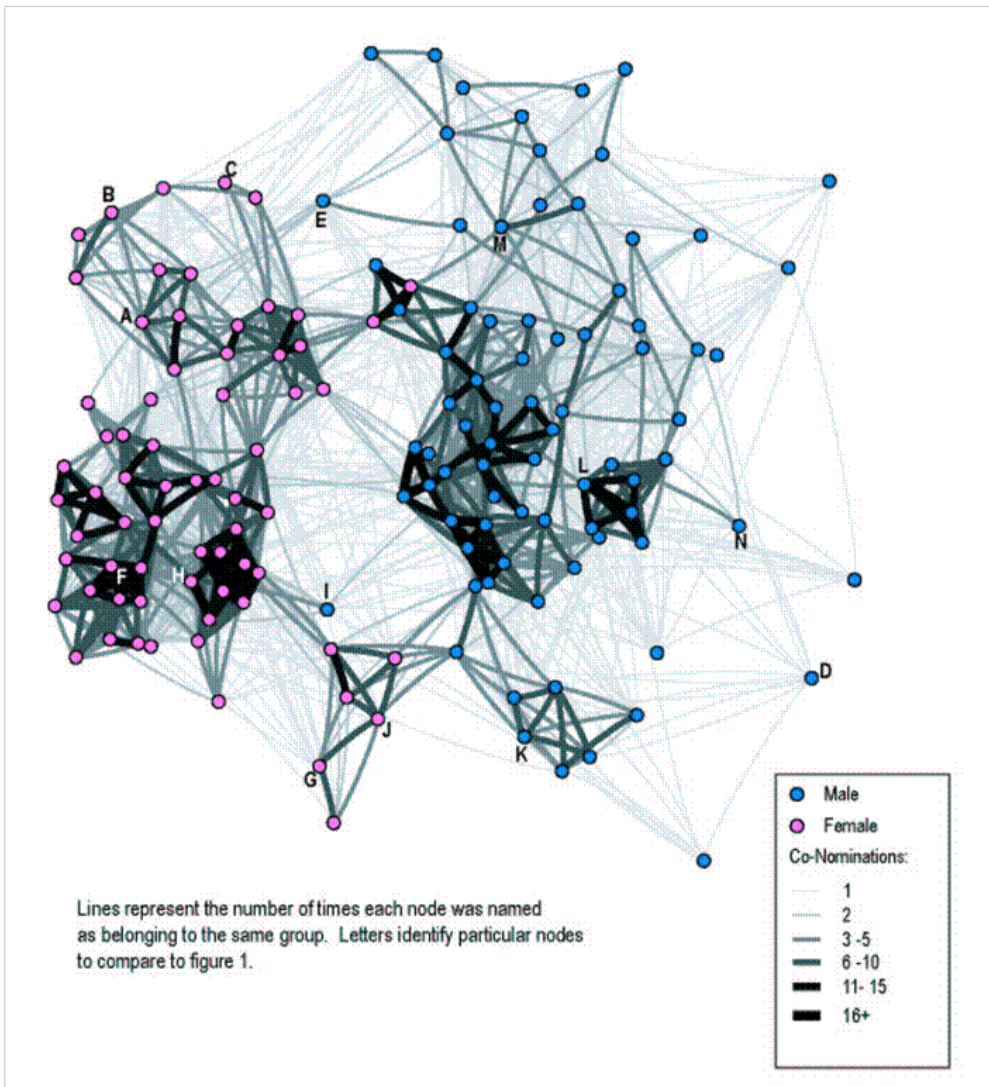 C
B
E
M
A
L
N
F
H
I
D
J
K
G
Male
Female
Co-Nominations:
1
2
3 -5
6 -10
11- 15
16+
Lines represent the number of times each node was named
as belonging to the same group. Letters identify particular nodes
to compare to figure 1.